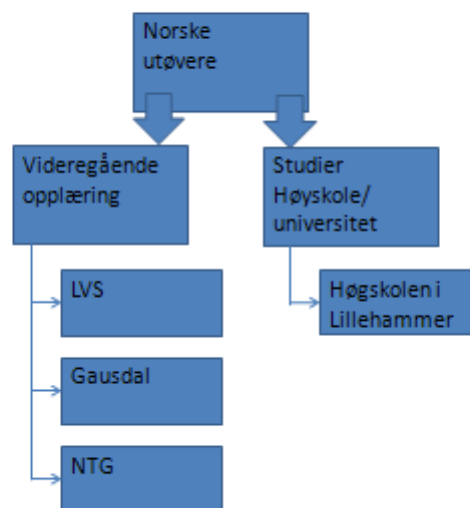 Norske
utøvere
Videregående
opplæring
LVS
Gausdal
NTG
Studier
Høyskole/
universitet
Høgskolen i
Lillehammer